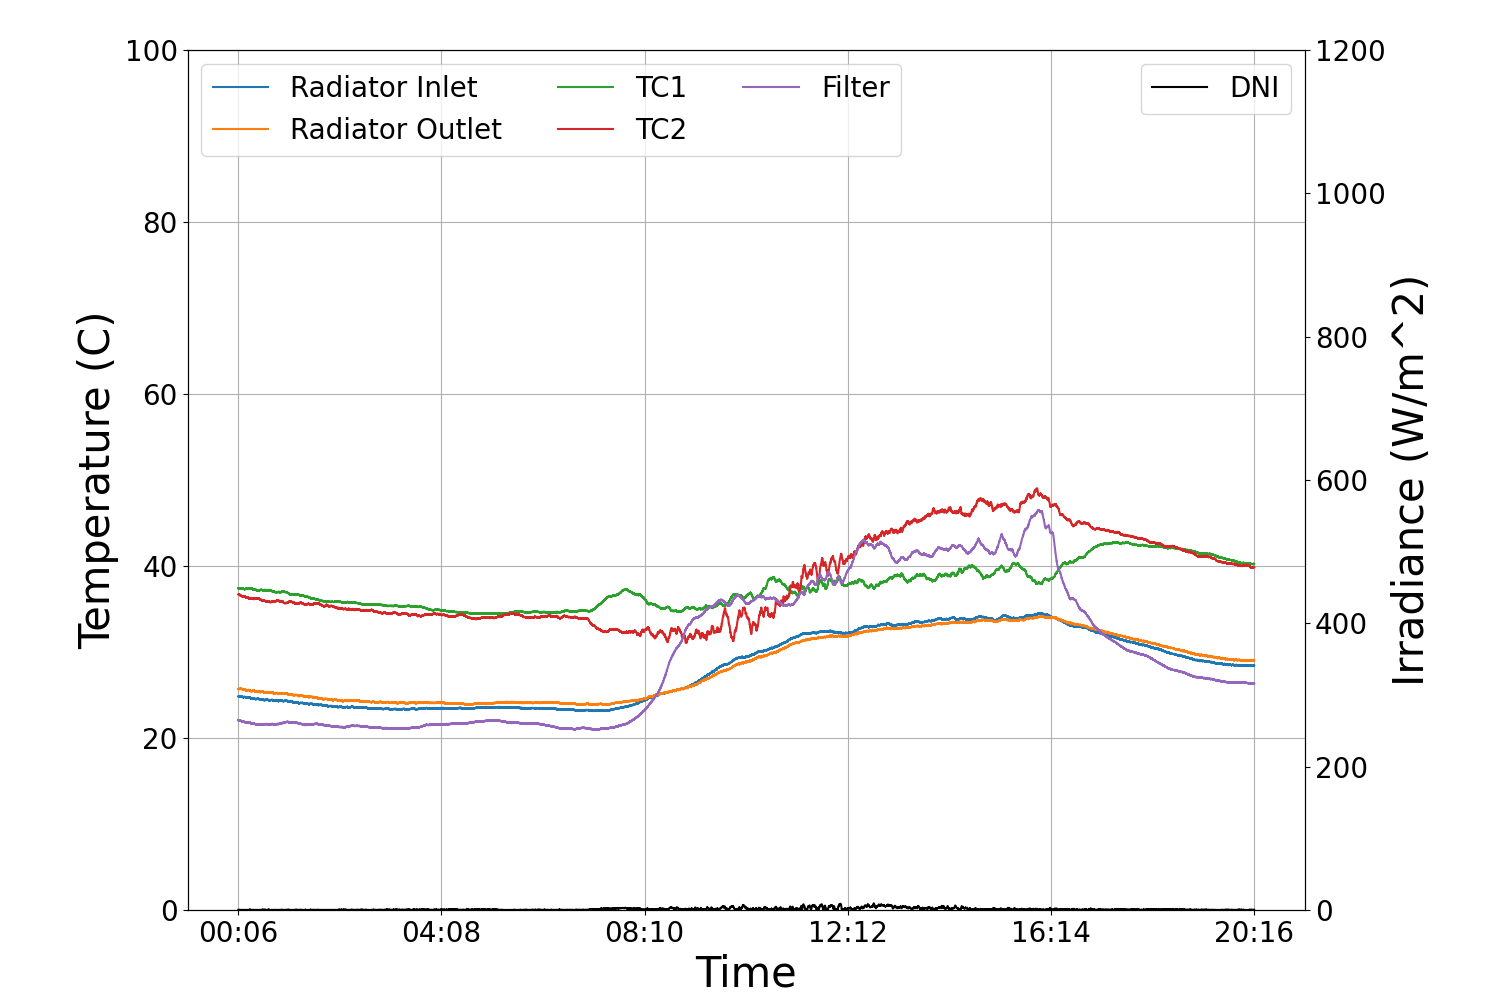 Radiator Inlet
Radiator Outlet
TC1
TC2
Filter
DNI
100
80
60
40
20
0
Temperature (C)
1200
1000
800
600
400
200
0
Irradiance (W/m^2)
00:06 04:08 08:10 12:12 16:14 20:16
Time